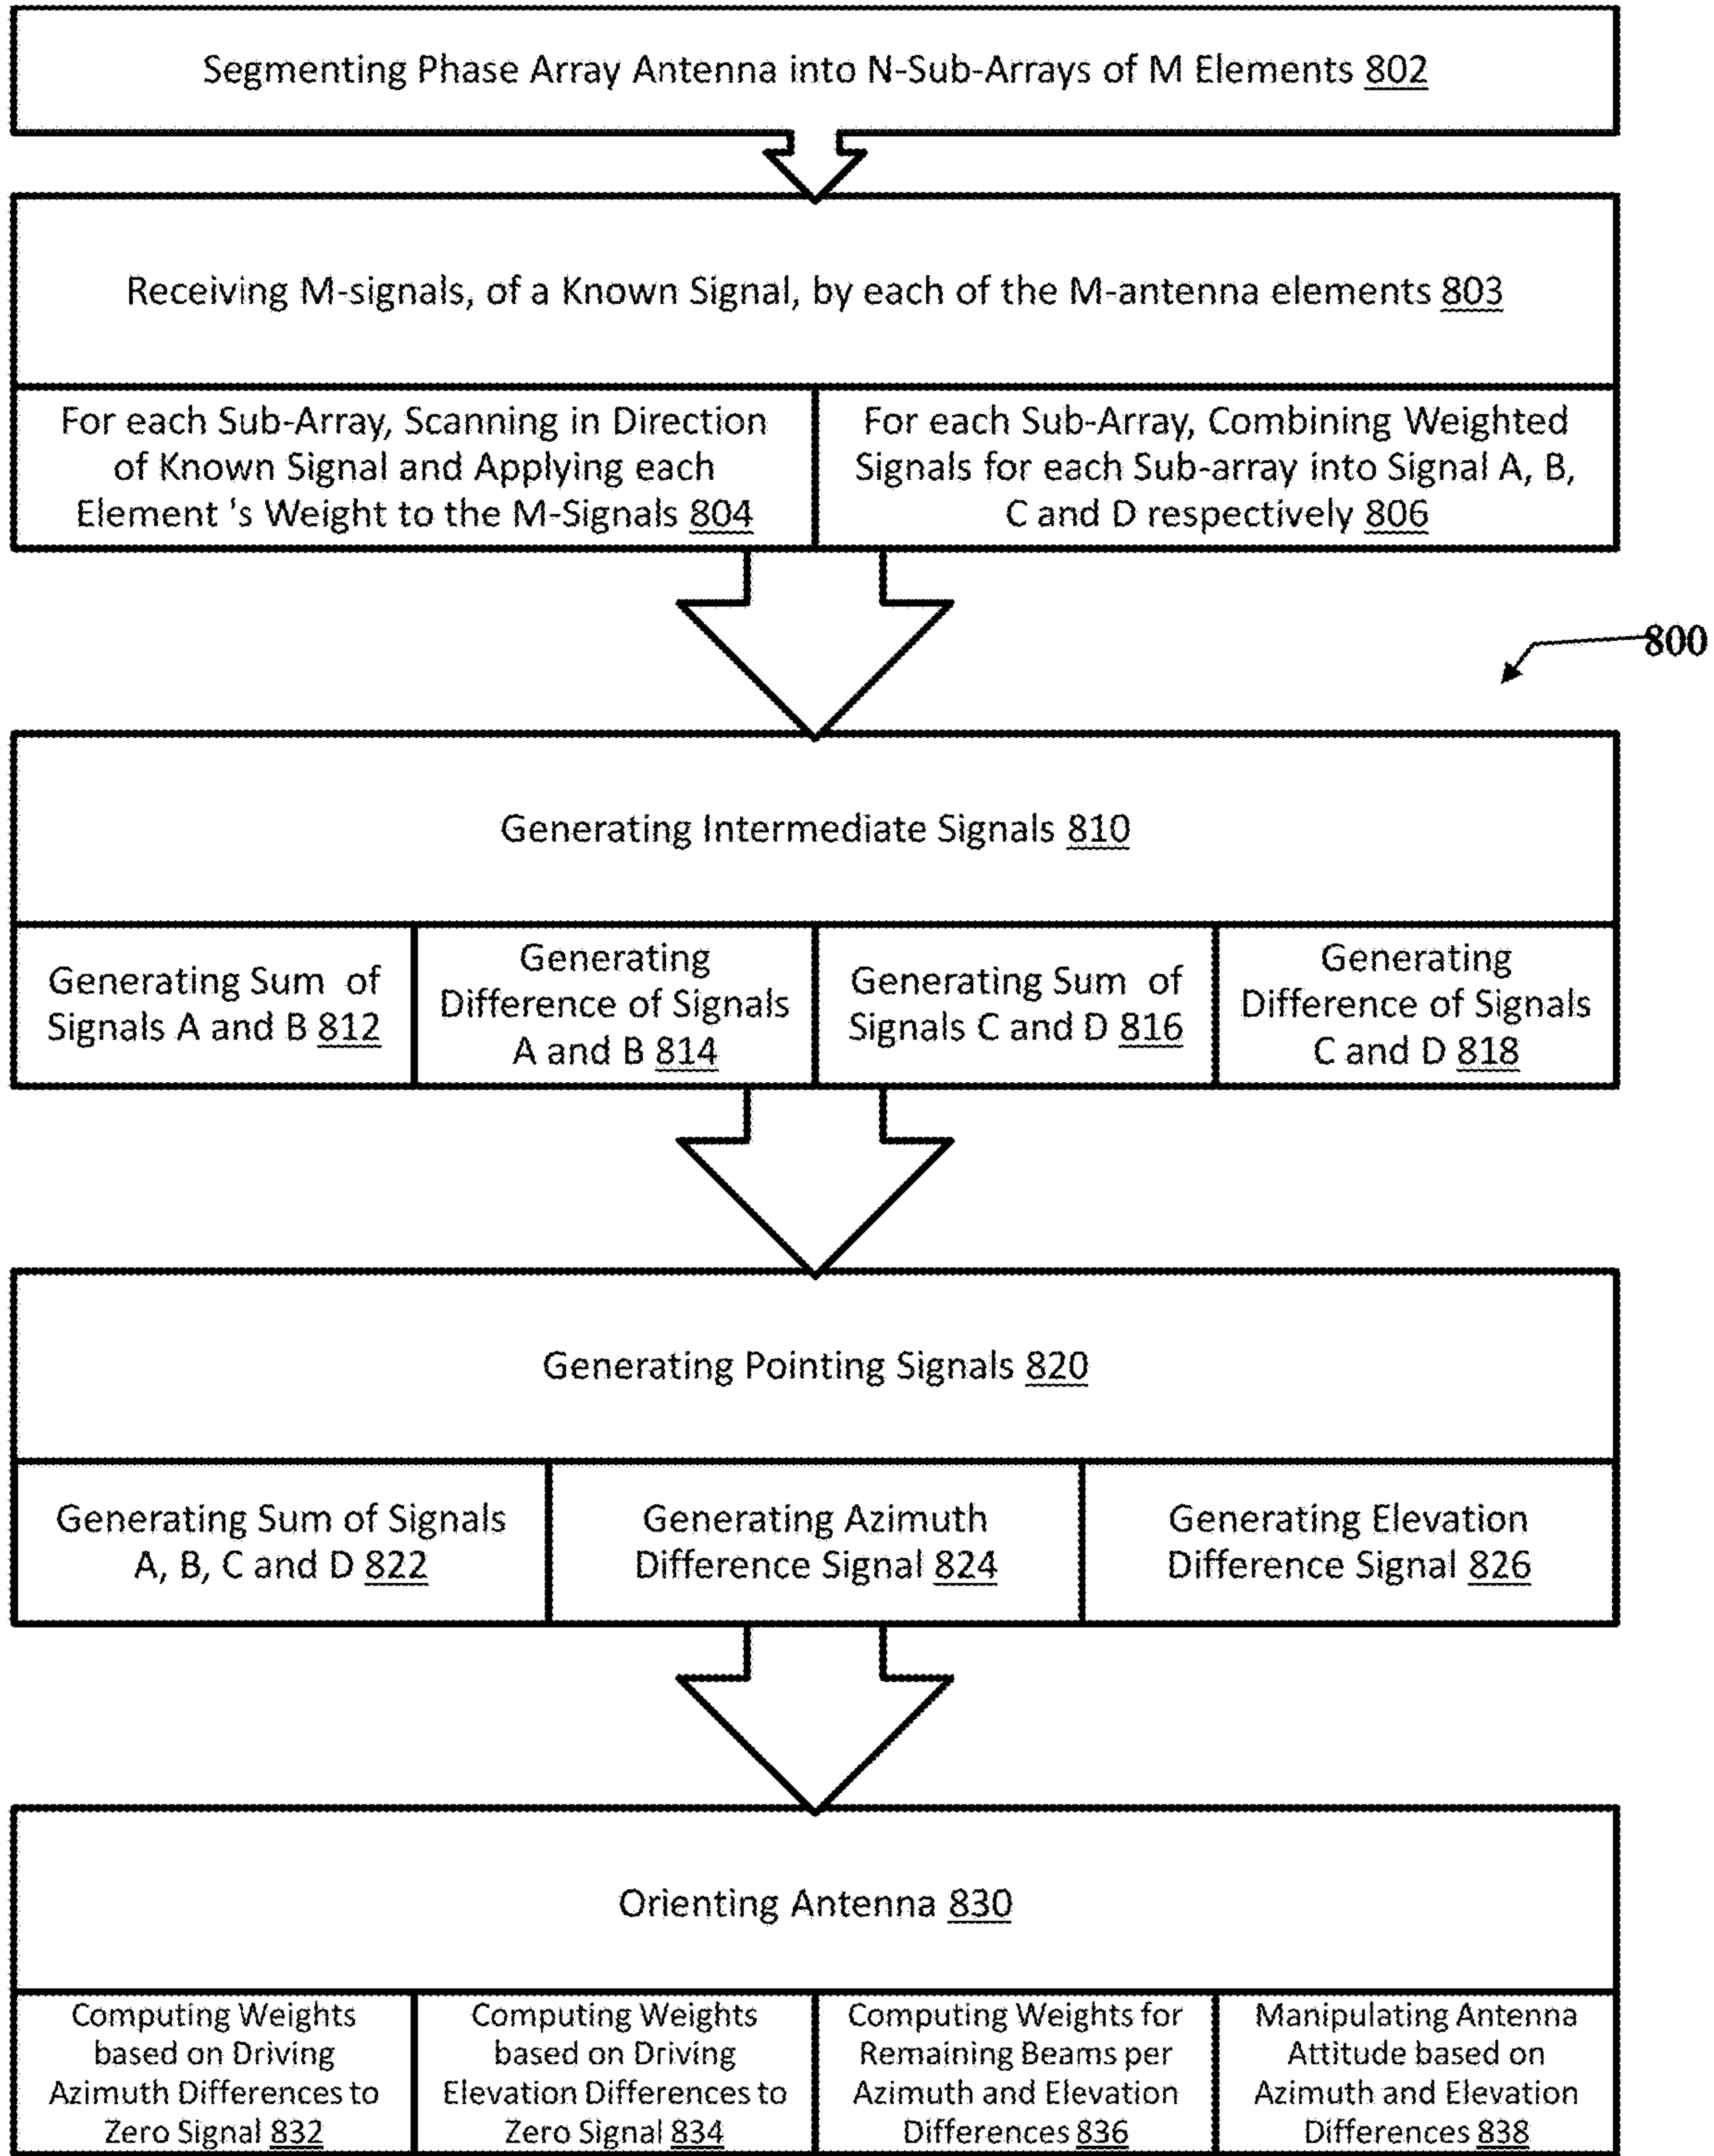 Segmenting Phase Array Antenna into N-Sub-Arrays of M Elements 802
Receiving M-signals, of a Known Signal, by each of the M-antenna elements 803
For each Sub-Array, Scanning in Direction
of Known Signal and Applying each
Element 's Weight to the M-Signals 804
For each Sub-Array, Combining Weighted
Signals for each Sub-array into Signal A, B,
C and D respectively 806
800
Generating Intermediate Signals 810
Generating Sum of
Signals A and B 812
Generating
Difference of Signals
A and B 814
Generating Sum of
Signals C and D 816
Generating
Difference of Signals
C and D 818
Generating Pointing Signals 820
Generating Sum of Signals
A, B, C and D 822
Generating Azimuth
Difference Signal 824
Generating Elevation
Difference Signal 826
Orienting Antenna 830
Computing Weights
based on Driving
Azimuth Differences to
Zero Signal 832
Computing Weights
based on Driving
Elevation Differences to
Zero Signal 834
Computing Weights for
Remaining Beams per
Azimuth and Elevation
Differences 836
Manipulating Antenna
Attitude based on
Azimuth and Elevation
Differences 838